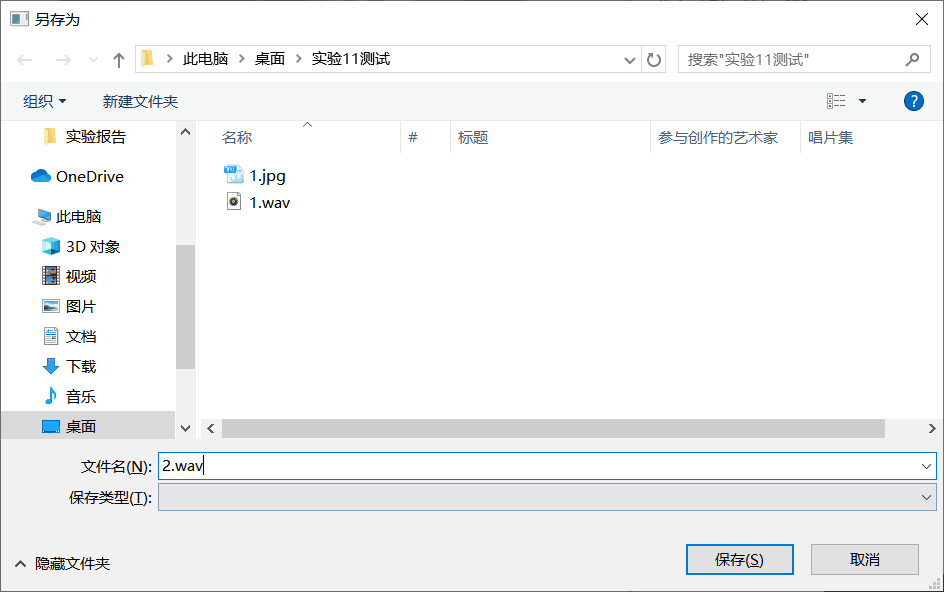 另存为
此电脑 桌面 实验11测试
搜索"实验11测试"
组织 新建文件夹
?
实验报告
OneDrive
此电脑
3D 对象
视频
图片
文档
下载
音乐
桌面
名称 # 标题 参与创作的艺术家 唱片集
1.jpg
1.wav
文件名(N): 2.wav
保存类型(T):
隐藏文件夹 保存(S) 取消